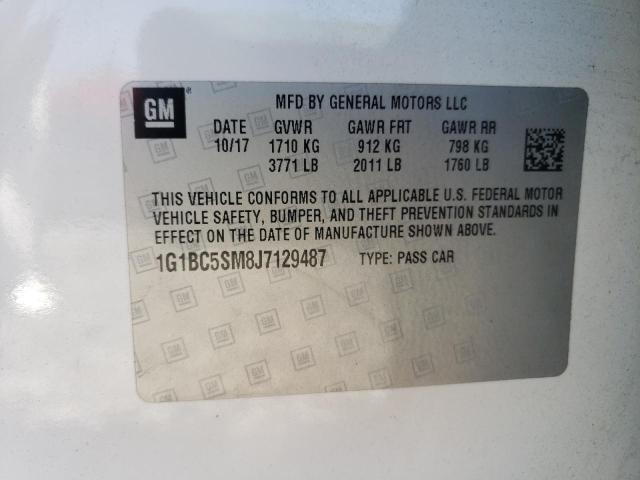 GM ® MFD BY GENERAL MOTORS LLC
DATE GVWR GAWR FRT GAWR RR
10/17 1710 KG 912 KG 798 KG
3771 LB 2011 LB 1760 LB
THIS VEHICLE CONFORMS TO ALL APPLICABLE U.S. FEDERAL MOTOR
VEHICLE SAFETY, BUMPER, AND THEFT PREVENTION STANDARDS IN
EFFECT ON THE DATE OF MANUFACTURE SHOWN ABOVE.
1G1BC5SM8J7129487 TYPE: PASS CAR